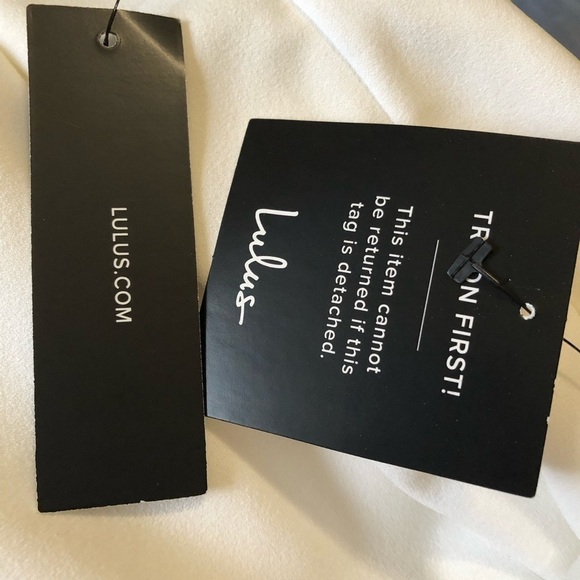 LULUS.COM
TR ON FIRST!
This item cannot
be returned if this
tag is detached.
Lulus